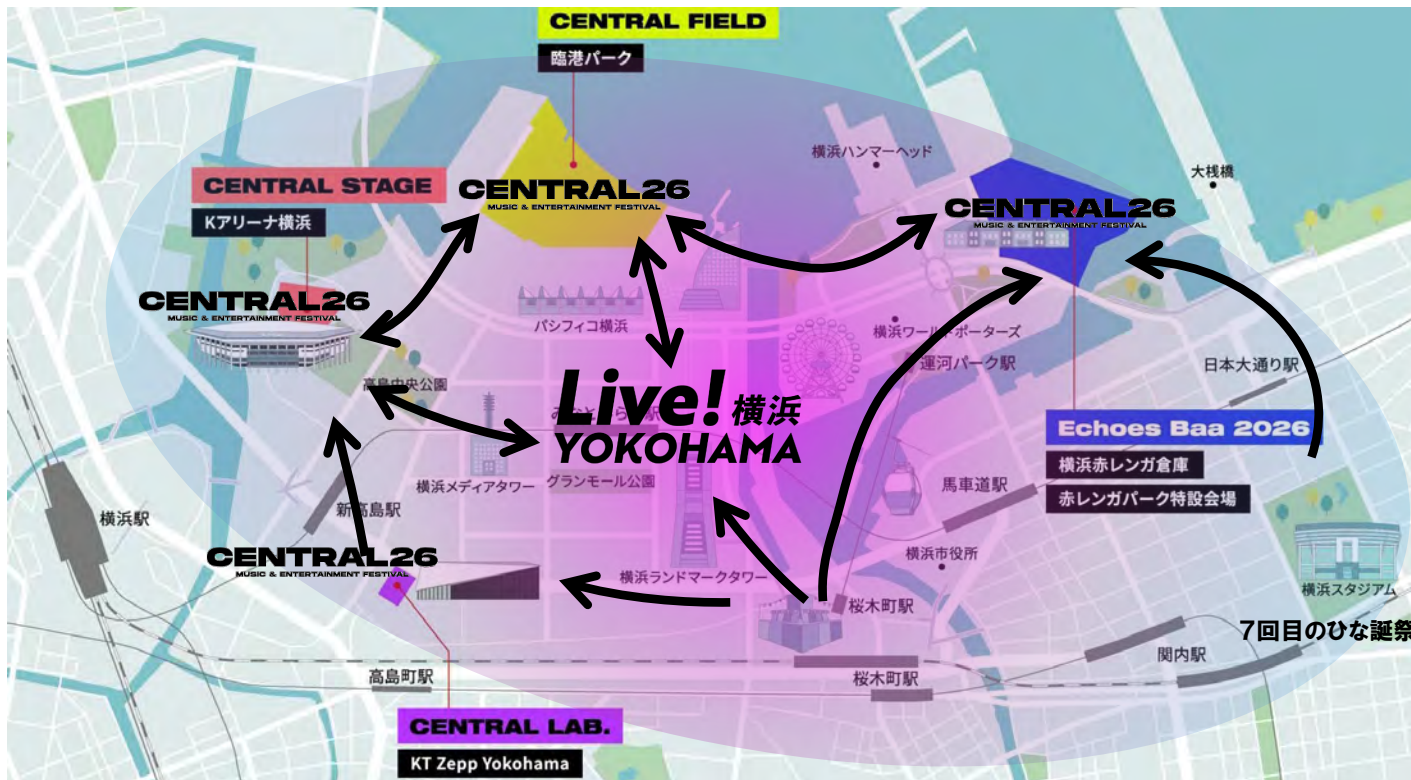 CENTRAL FIELD
臨港パーク
横浜ハンマーヘッド
大桟橋
CENTRAL STAGE
Kアリーナ横浜
CENTRAL26
MUSIC & ENTERTAINMENT FESTIVAL
CENTRAL26
MUSIC & ENTERTAINMENT FESTIVAL
CENTRAL26
MUSIC & ENTERTAINMENT FESTIVAL
パシフィコ横浜
横浜ワールドポーターズ
運河パーク駅
日本大通り駅
高島中央公園
Live! 横浜
YOKOHAMA
Echoes Baa 2026
横浜赤レンガ倉庫
赤レンガパーク特設会場
横浜メディアタワー
グランモール公園
馬車道駅
横浜駅
新高島駅
横浜市役所
CENTRAL26
MUSIC & ENTERTAINMENT FESTIVAL
横浜ランドマークタワー
桜木町駅
横浜スタジアム
7回目のひな誕祭
関内駅
高島町駅
桜木町駅
CENTRAL LAB.
KT Zepp Yokohama